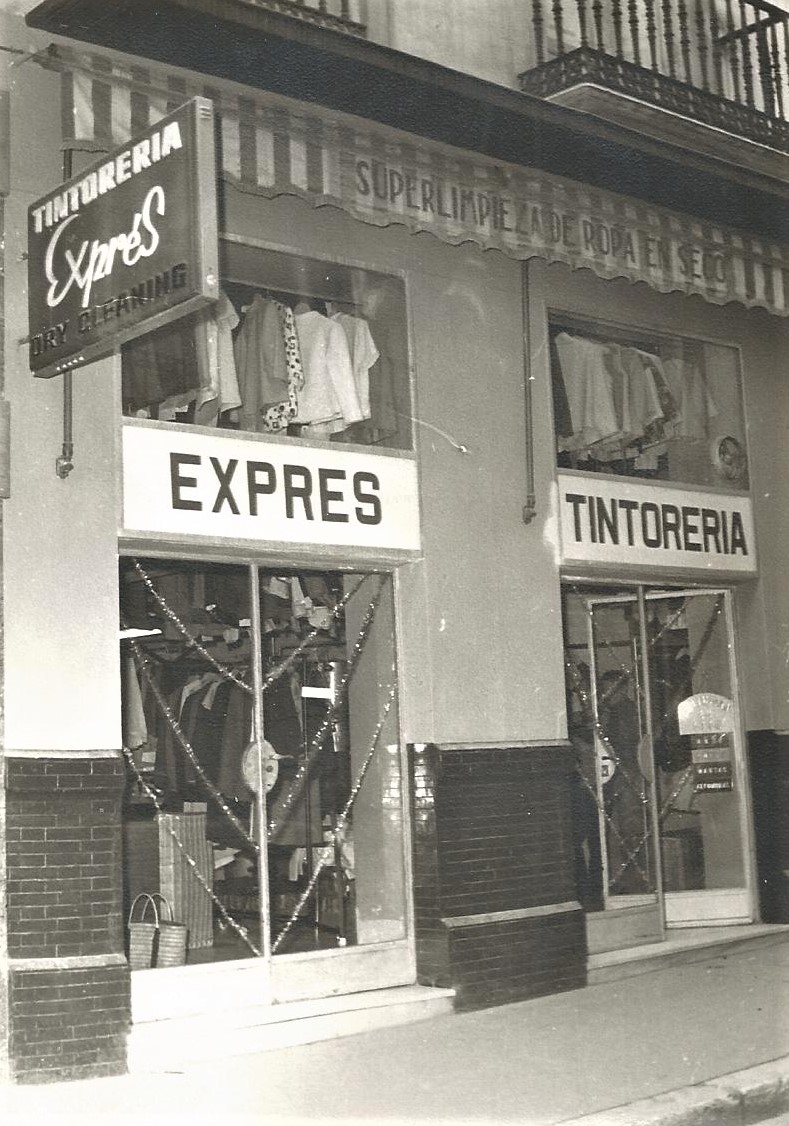 TINTORERIA
Exprés
DRY CLEANING
SUPERLIMPIEZA DE ROPA EN SECO
EXPRES
TINTORERIA